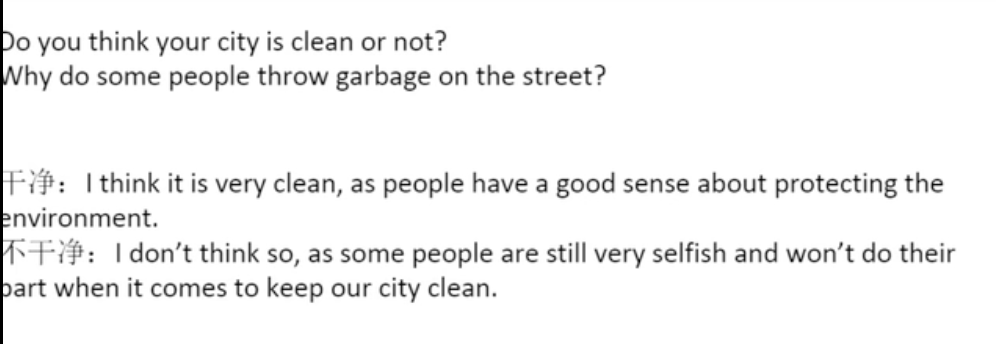 Do you think your city is clean or not?
Why do some people throw garbage on the street?
干净：I think it is very clean, as people have a good sense about protecting the
environment.
不干净：I don't think so, as some people are still very selfish and won't do their
part when it comes to keep our city clean.